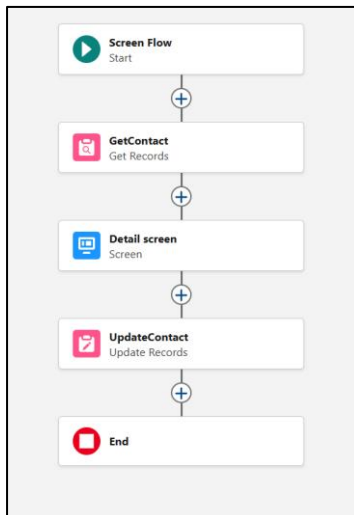 Screen Flow
Start
GetContact
Get Records
Detail screen
Screen
UpdateContact
Update Records
End